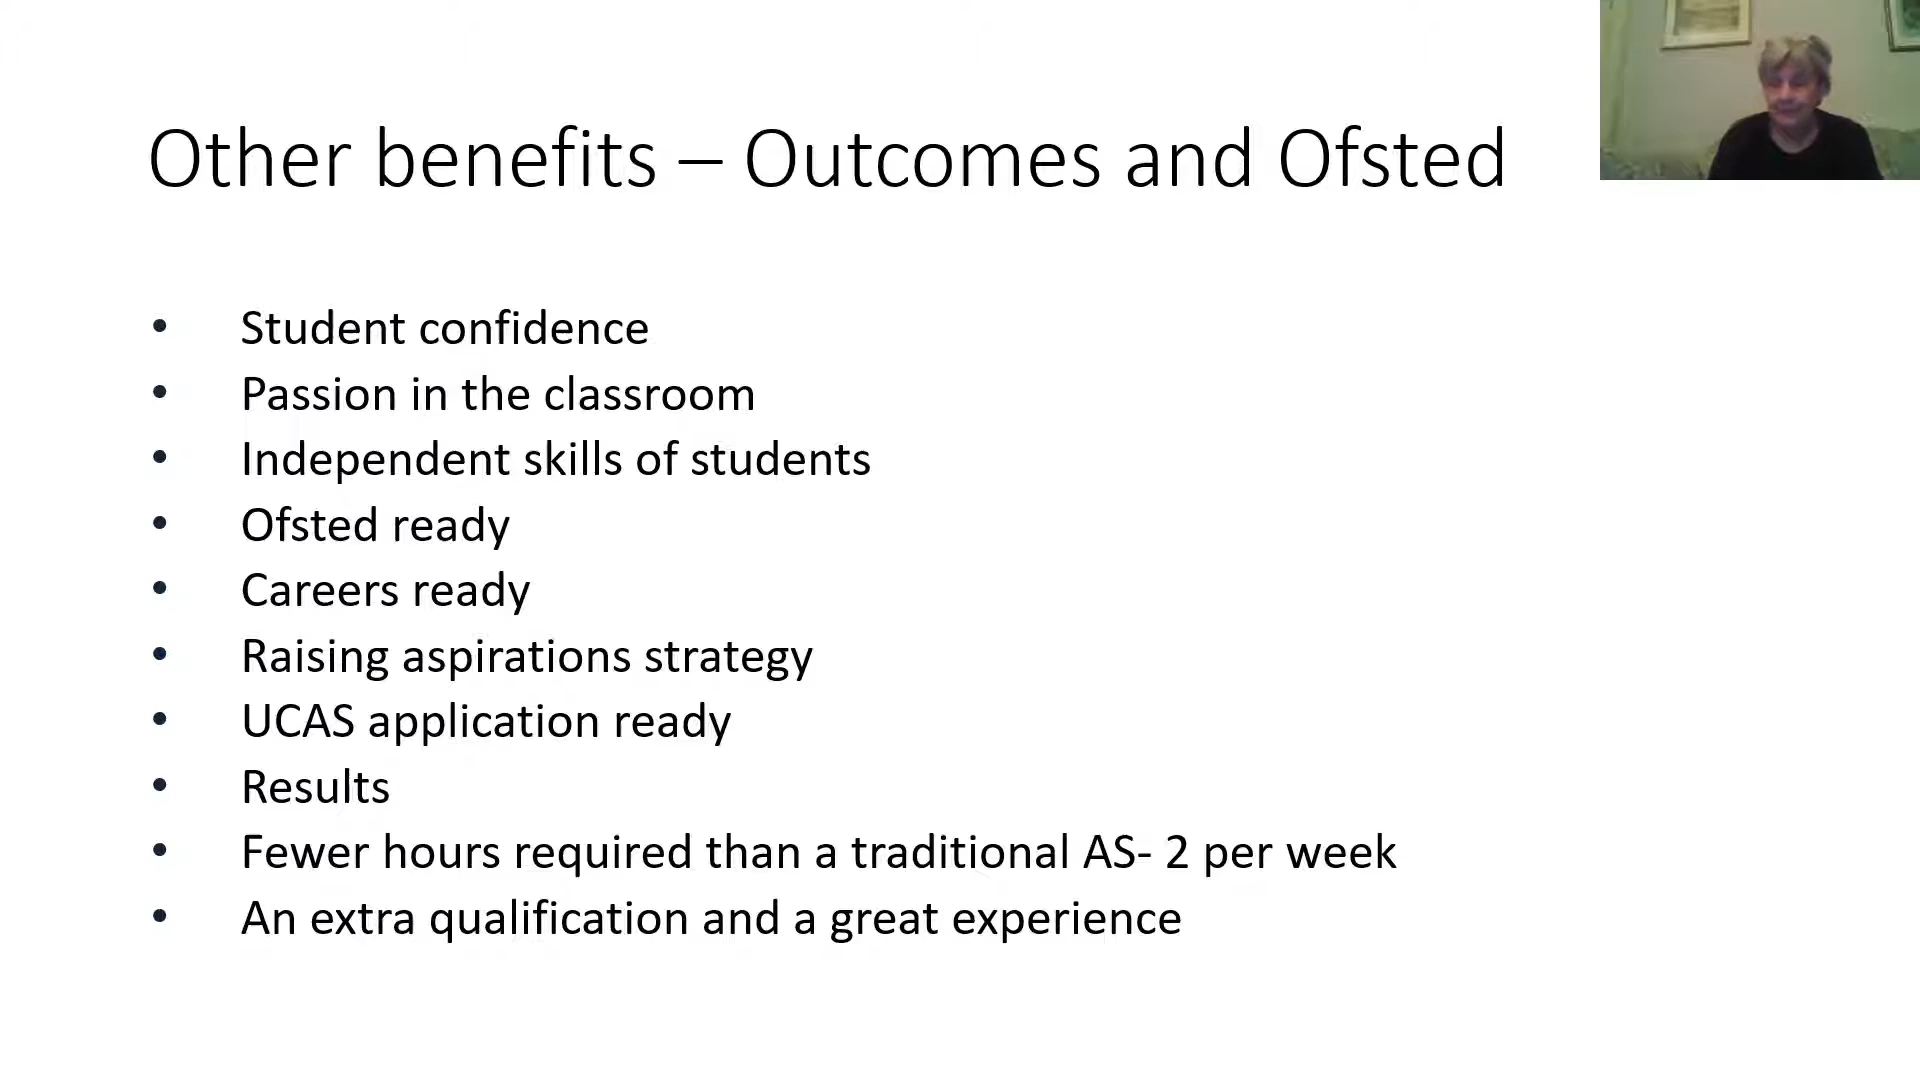 Other benefits – Outcomes and Ofsted
• Student confidence
• Passion in the classroom
• Independent skills of students
• Ofsted ready
• Careers ready
• Raising aspirations strategy
• UCAS application ready
• Results
• Fewer hours required than a traditional AS- 2 per week
• An extra qualification and a great experience